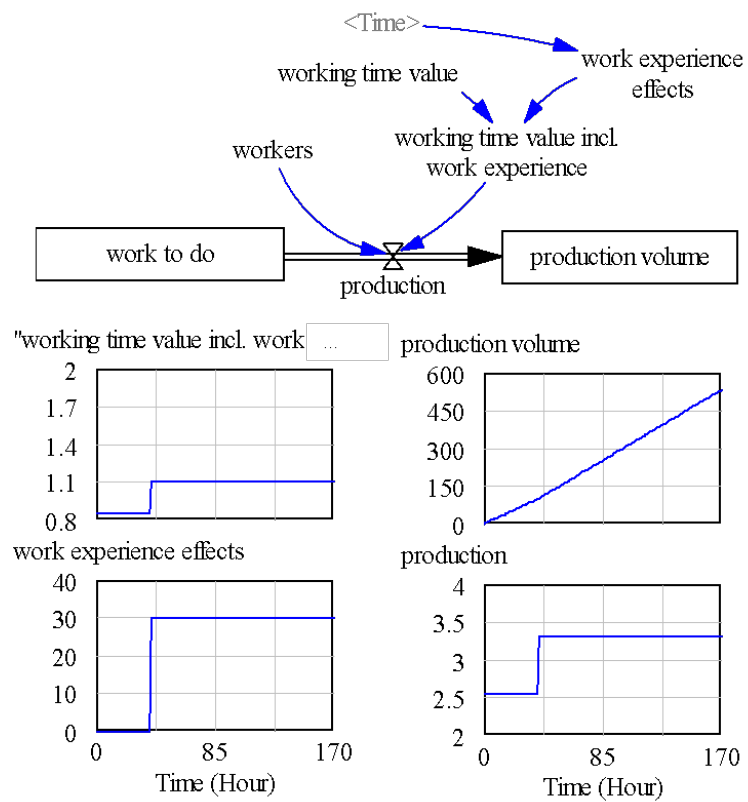 <Time>
working time value
work experience
effects
workers
working time value incl.
work experience
work to do
production volume
production
"working time value incl. work ...
2
1.7
1.4
1.1
0.8
production volume
600
450
300
150
0
work experience effects
40
30
20
10
0
0 85 170
Time (Hour)
production
4
3.5
3
2.5
2
0 85 170
Time (Hour)